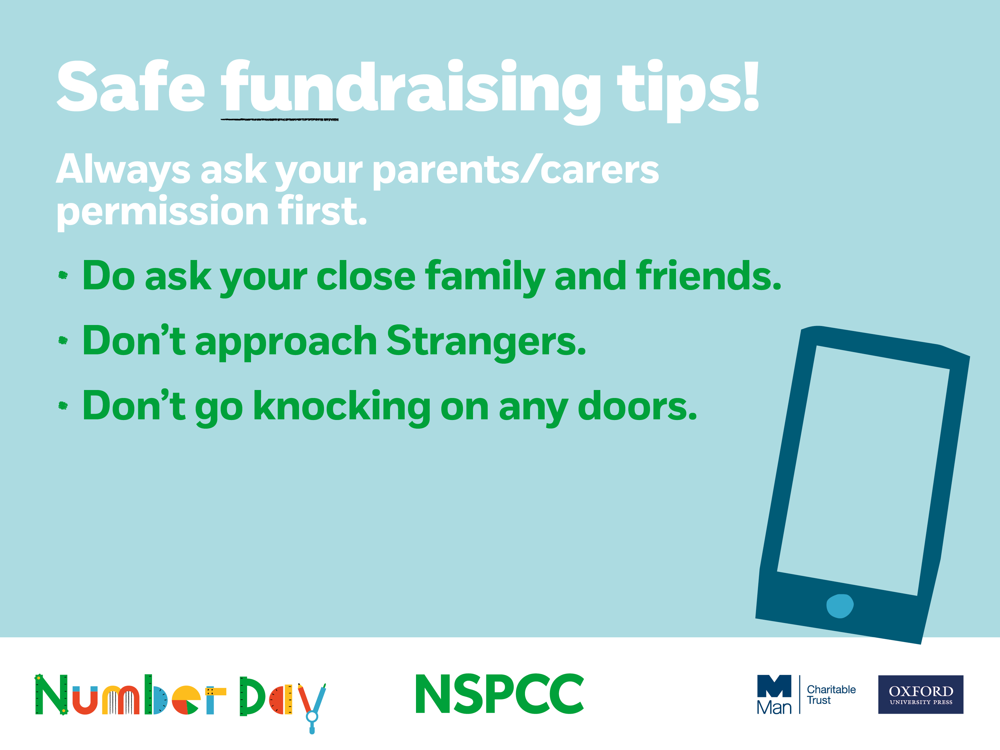 Safe fundraising tips!
Always ask your parents/carers
permission first.
• Do ask your close family and friends.
• Don’t approach Strangers.
• Don’t go knocking on any doors.
Number Day
NSPCC
Man
Charitable
Trust
OXFORD
UNIVERSITY PRESS